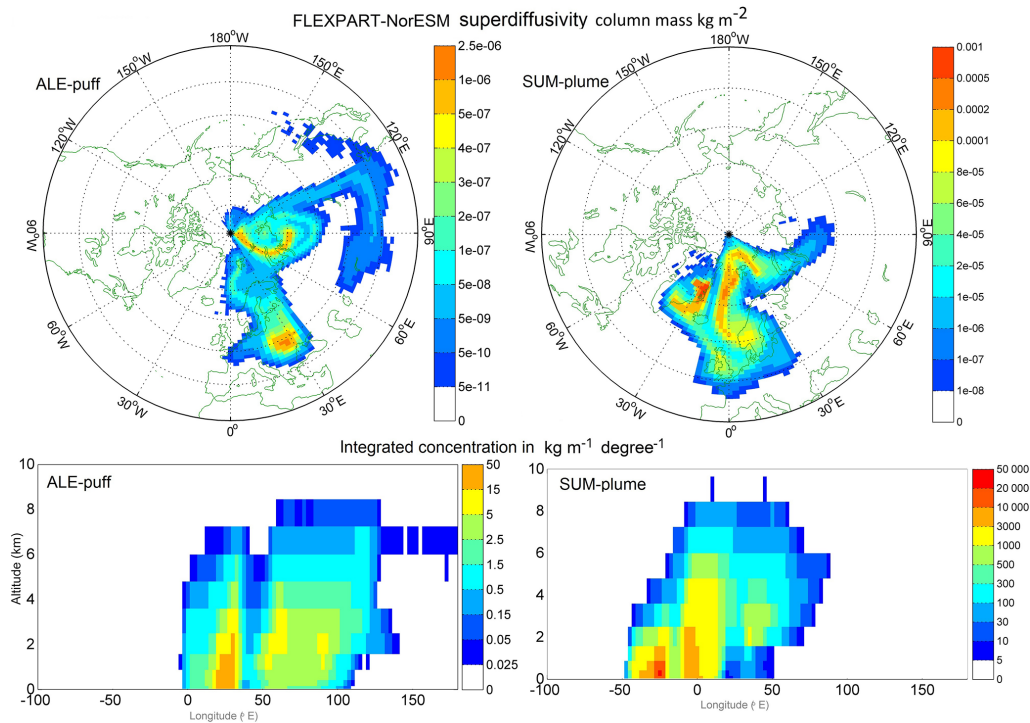 FLEXPART-NorESM superdiffusivity column mass kg m⁻²
ALE-puff
180°W
150°W
150°E
120°W
120°E
90°W
90°E
60°W
60°E
30°W
30°E
0°
2.5e-06
1e-06
5e-07
4e-07
3e-07
2e-07
1e-07
5e-08
5e-09
5e-10
5e-11
0
SUM-plume
180°W
150°W
150°E
120°W
120°E
90°W
90°E
60°W
60°E
30°W
30°E
0°
0.001
0.0005
0.0002
0.0001
8e-05
6e-05
4e-05
2e-05
1e-05
1e-06
1e-07
1e-08
0
Integrated concentration in kg m⁻¹ degree⁻¹
ALE-puff
Altitude (km)
10
8
6
4
2
0
-100
-50
0
50
100
150
Longitude (° E)
50
15
5
2.5
1.5
0.5
0.15
0.05
0.025
0
SUM-plume
10
8
6
4
2
0
-100
-50
0
50
100
150
Longitude (° E)
50 000
20 000
10 000
3000
1000
500
300
100
30
10
5
0